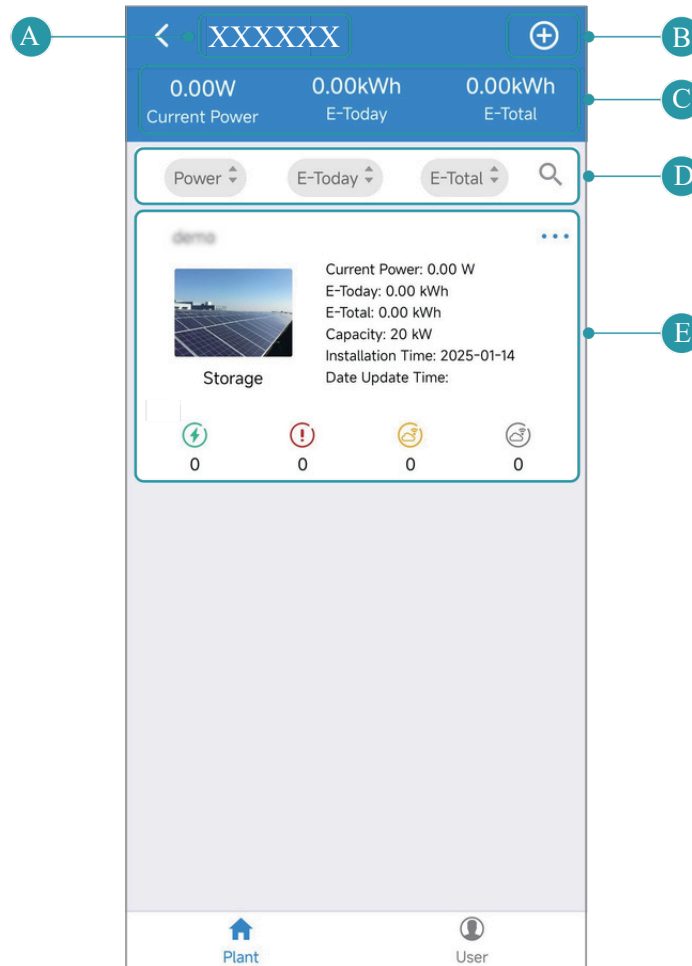 A
XXXXXX
B
0.00W 0.00kWh 0.00kWh
Current Power E-Today E-Total
C
Power E-Today E-Total
D
demo
Current Power: 0.00 W
E-Today: 0.00 kWh
E-Total: 0.00 kWh
Capacity: 20 kW
Installation Time: 2025-01-14
Date Update Time:
Storage
E
0 0 0 0
Plant User